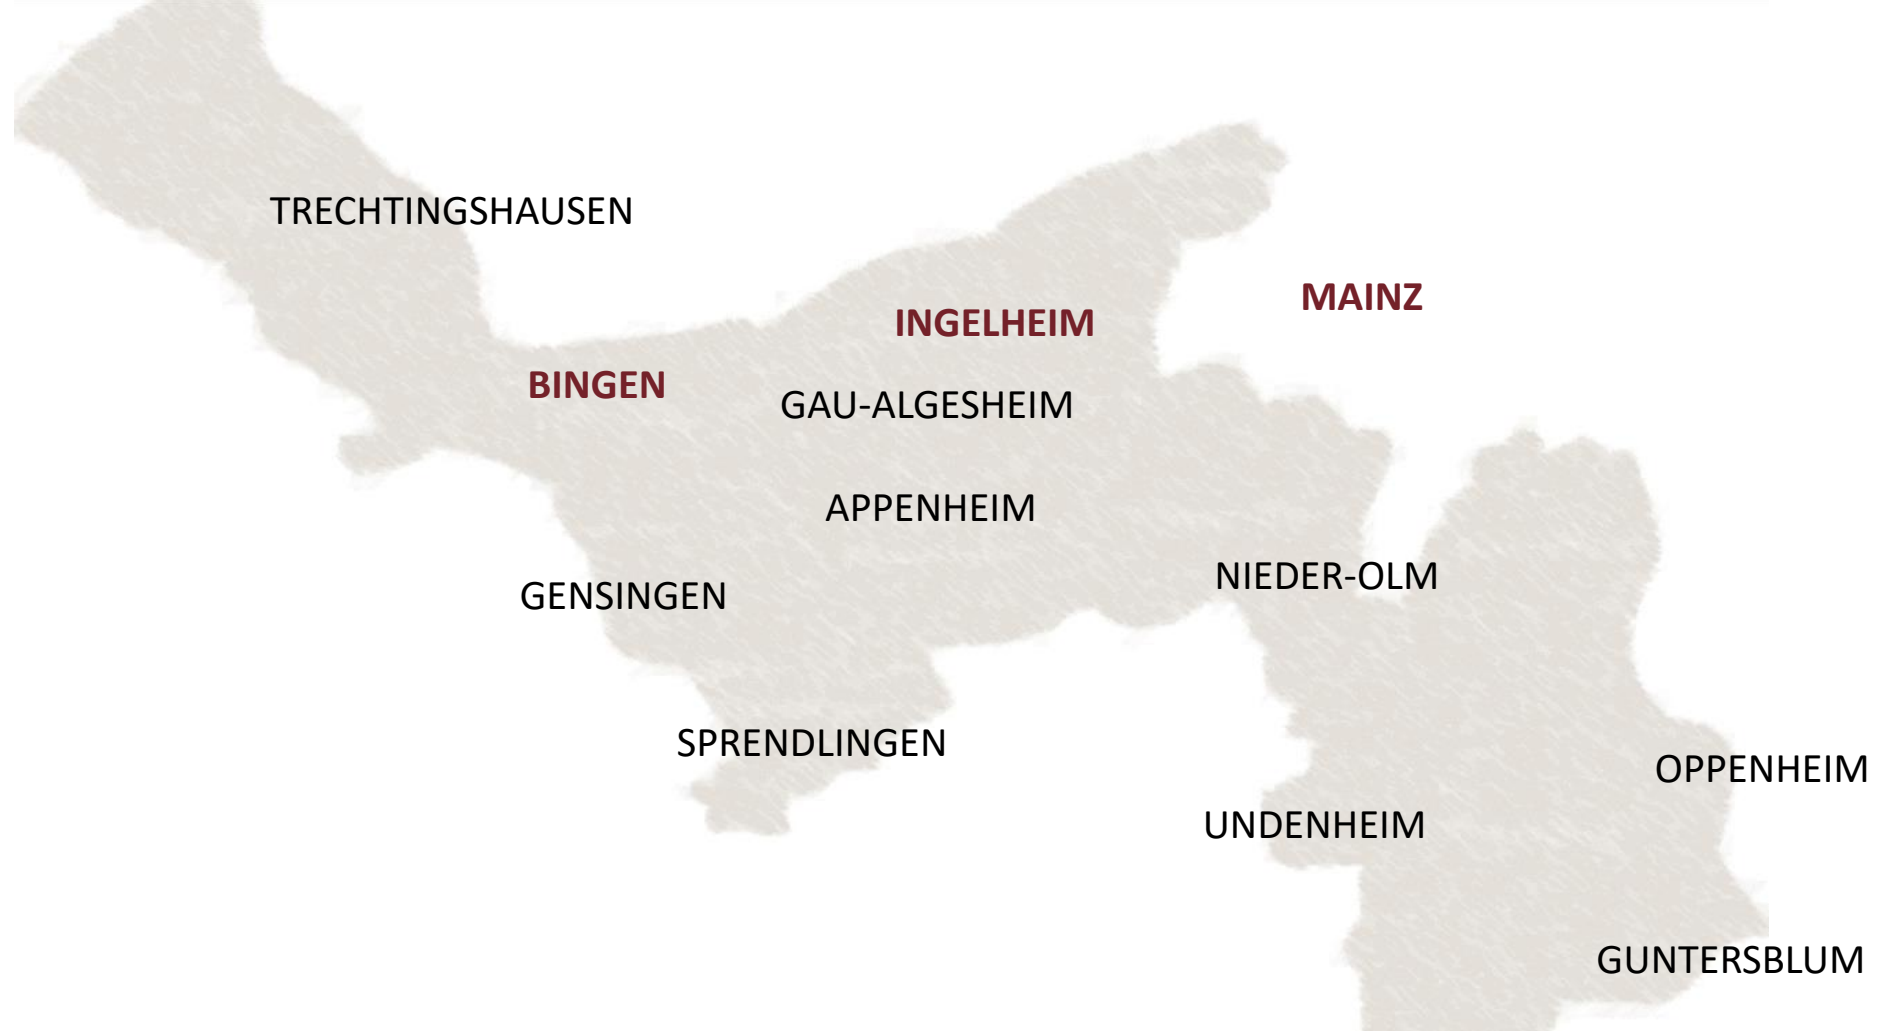 TRECHTINGSHAUSEN
MAINZ
INGELHEIM
BINGEN
GAU-ALGESHEIM
APPENHEIM
NIEDER-OLM
GENSINGEN
SPRENDLINGEN
OPPENHEIM
UNDENHEIM
GUNTERSBLUM